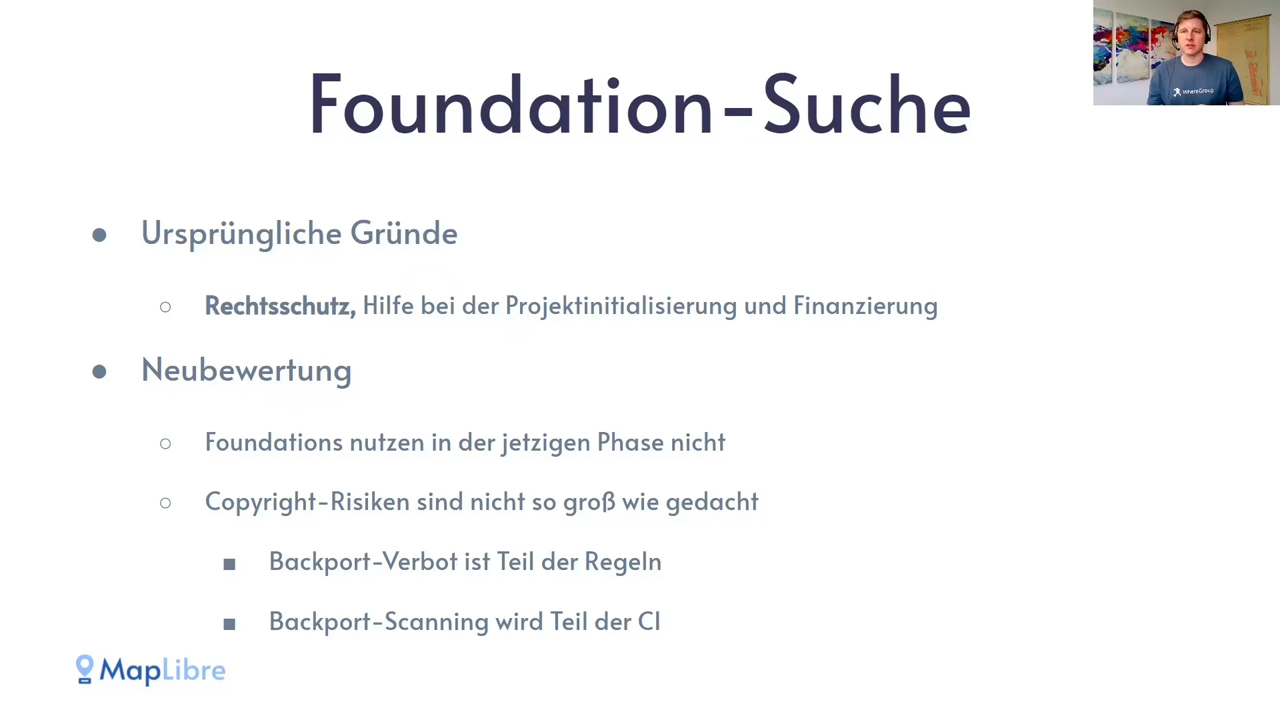 Foundation-Suche
WhereGroup
● Ursprüngliche Gründe
○ Rechtsschutz, Hilfe bei der Projektinitialisierung und Finanzierung
● Neubewertung
○ Foundations nutzen in der jetzigen Phase nicht
○ Copyright-Risiken sind nicht so groß wie gedacht
■ Backport-Verbot ist Teil der Regeln
■ Backport-Scanning wird Teil der CI
MapLibre